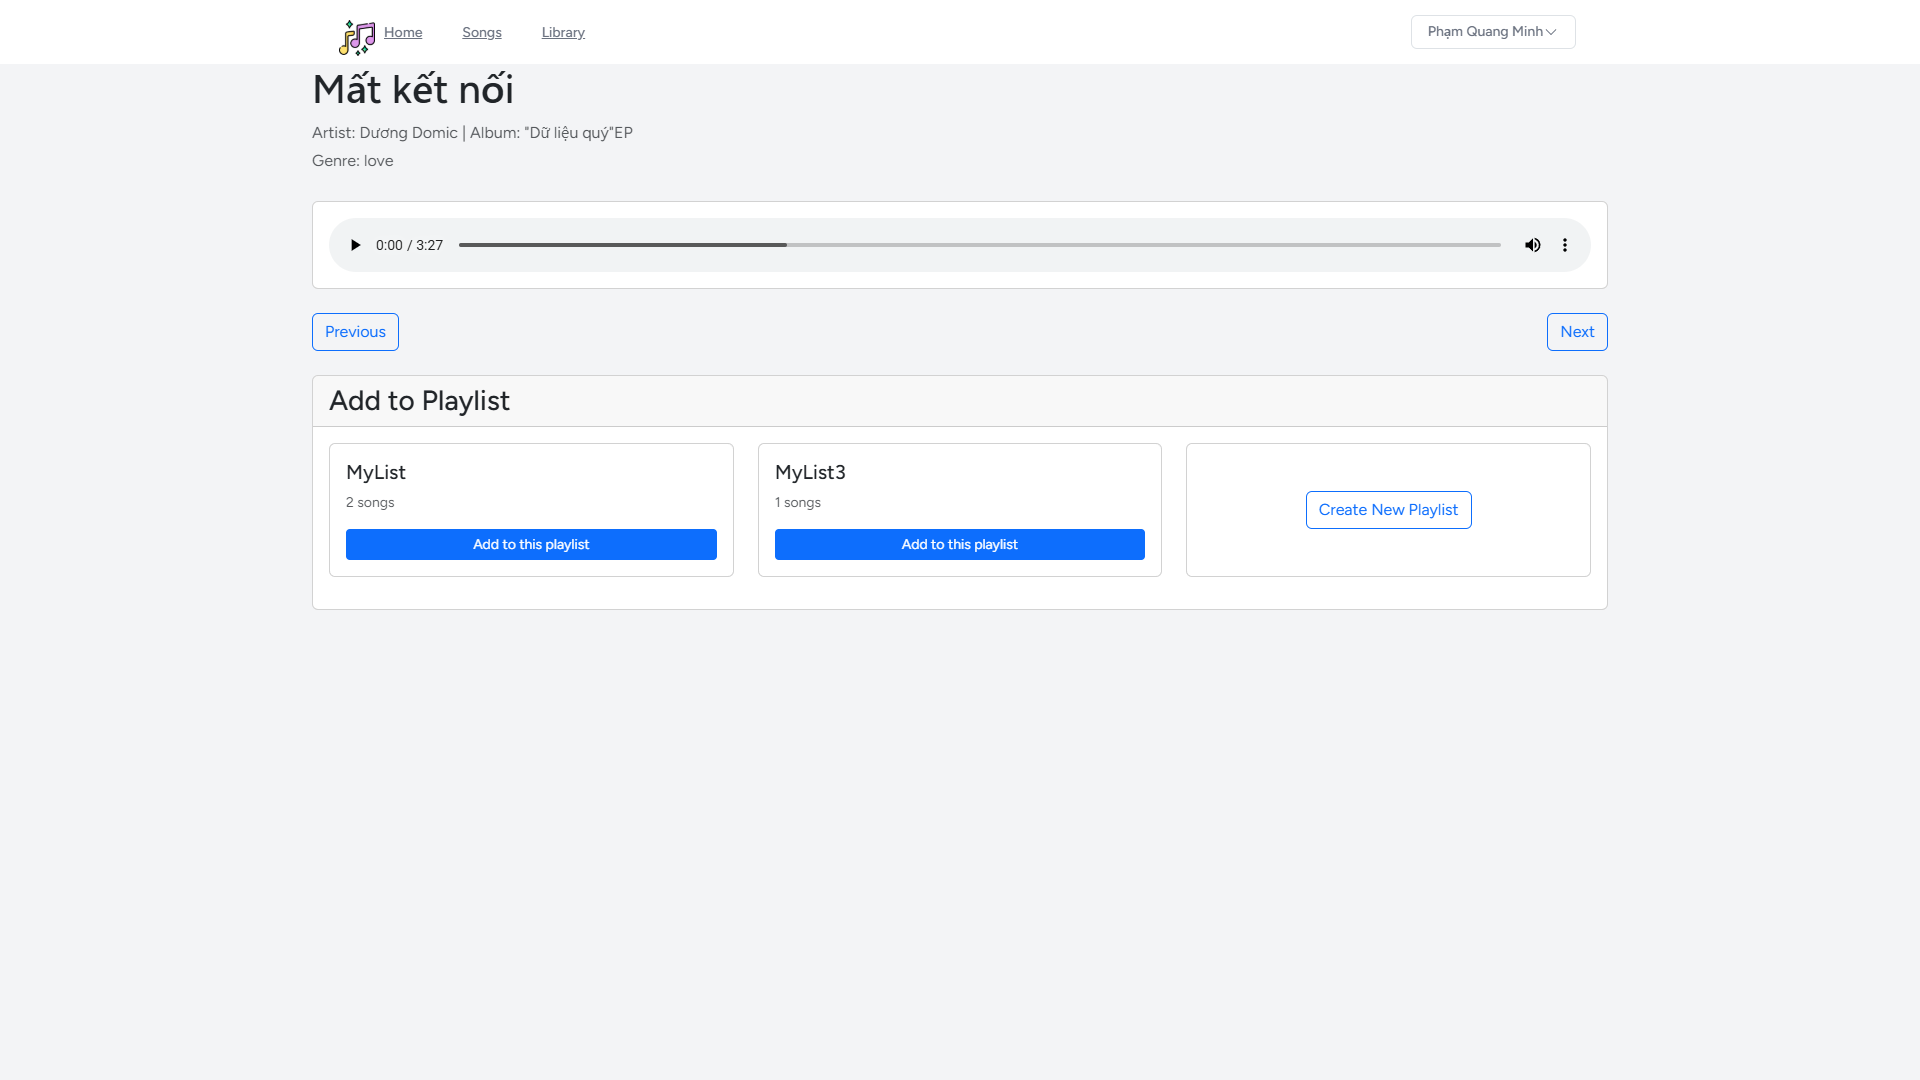 Home Songs Library Phạm Quang Minh
Mất kết nối
Artist: Dương Domic | Album: "Dữ liệu quý"EP
Genre: love
0:00 / 3:27
Previous Next
Add to Playlist
MyList MyList3
2 songs 1 songs
Create New Playlist
Add to this playlist Add to this playlist